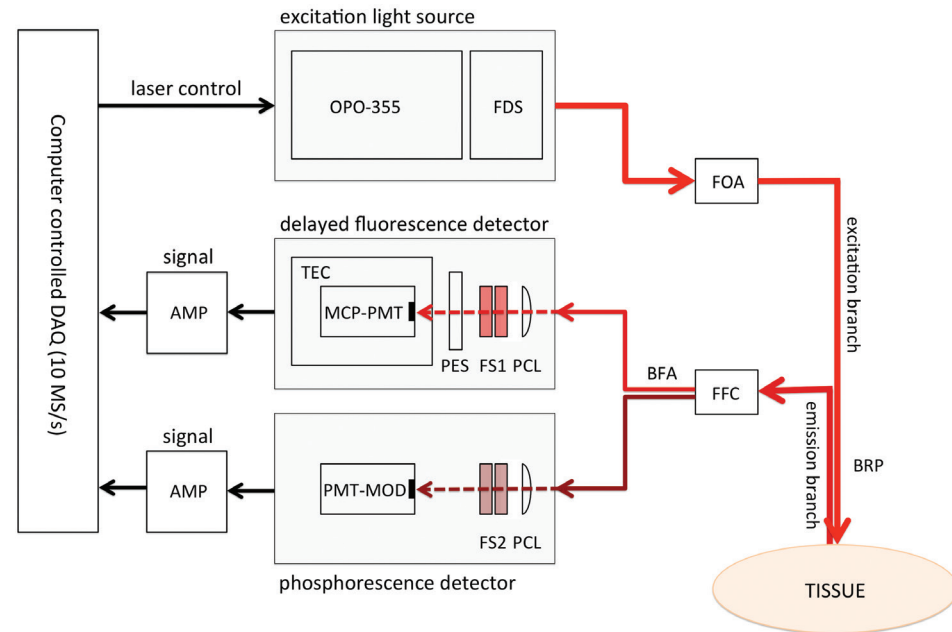 excitation light source
OPO-355
FDS
laser control
Computer controlled DAQ (10 MS/s)
FOA
excitation branch
delayed fluorescence detector
signal
AMP
TEC
MCP-PMT
PES
FS1
PCL
BFA
FFC
emission branch
BRP
signal
AMP
PMT-MOD
FS2
PCL
phosphorescence detector
TISSUE